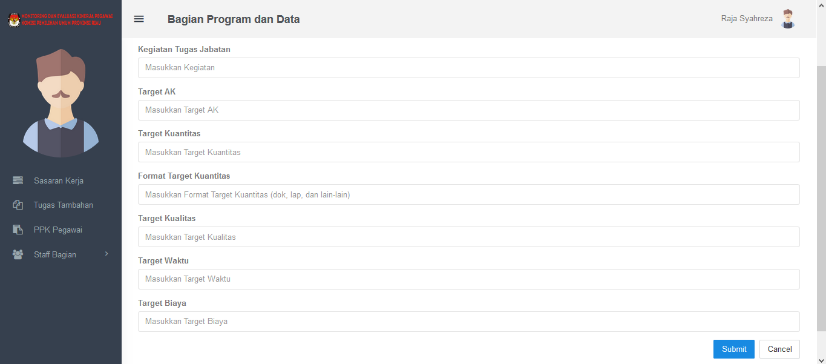 Bagian Program dan Data
Raja Syahreza
Sasaran Kerja
Tugas Tambahan
PPK Pegawai
Staff Bagian
Kegiatan Tugas Jabatan
Masukkan Kegiatan
Target AK
Masukkan Target AK
Target Kuantitas
Masukkan Target Kuantitas
Format Target Kuantitas
Masukkan Format Target Kuantitas (dok, lap, dan lain-lain)
Target Kualitas
Masukkan Target Kualitas
Target Waktu
Masukkan Target Waktu
Target Biaya
Masukkan Target Biaya
Submit
Cancel